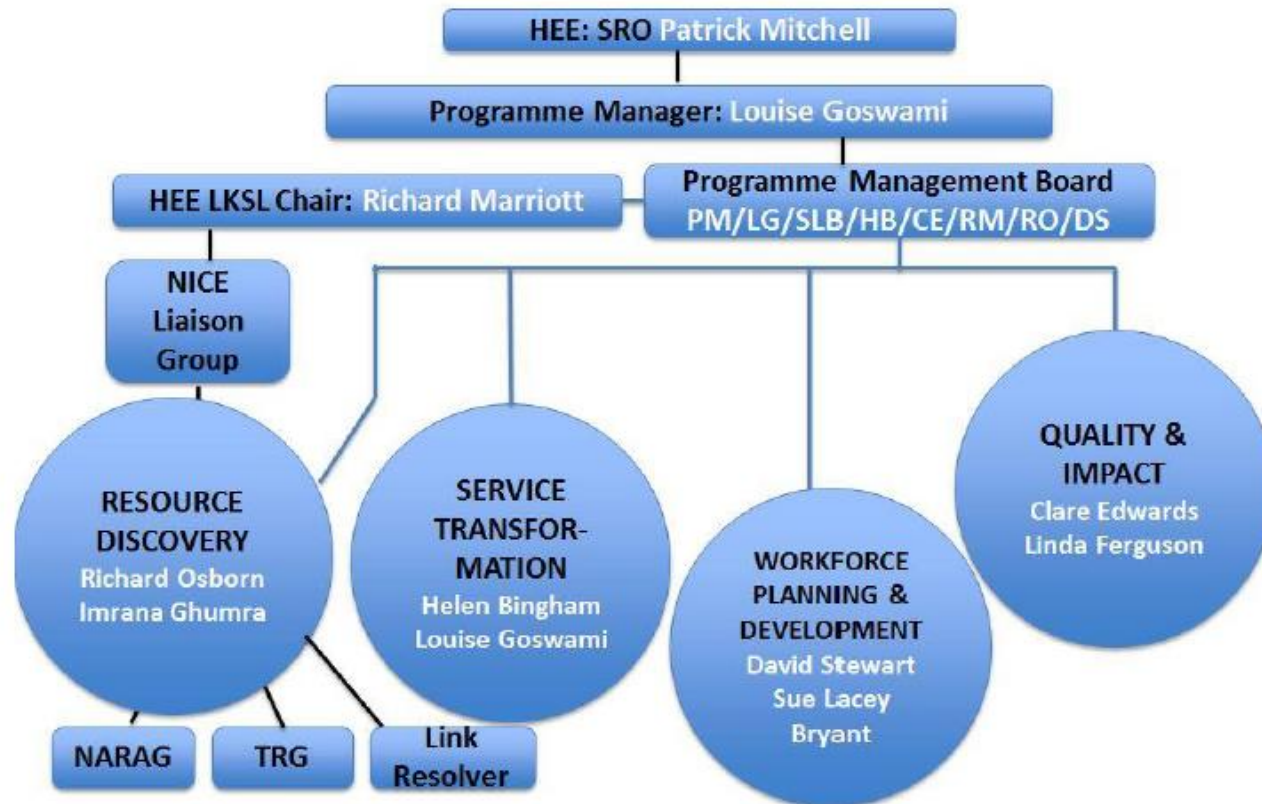 HEE: SRO Patrick Mitchell
Programme Manager: Louise Goswami
HEE LKSL Chair: Richard Marriott
Programme Management Board
PM/LG/SLB/HB/CE/RM/RO/DS
NICE
Liaison
Group
RESOURCE
DISCOVERY
Richard Osborn
Imrana Ghumra
SERVICE
TRANSFOR-
MATION
Helen Bingham
Louise Goswami
WORKFORCE
PLANNING &
DEVELOPMENT
David Stewart
Sue Lacey
Bryant
QUALITY &
IMPACT
Clare Edwards
Linda Ferguson
NARAG
TRG
Link
Resolver